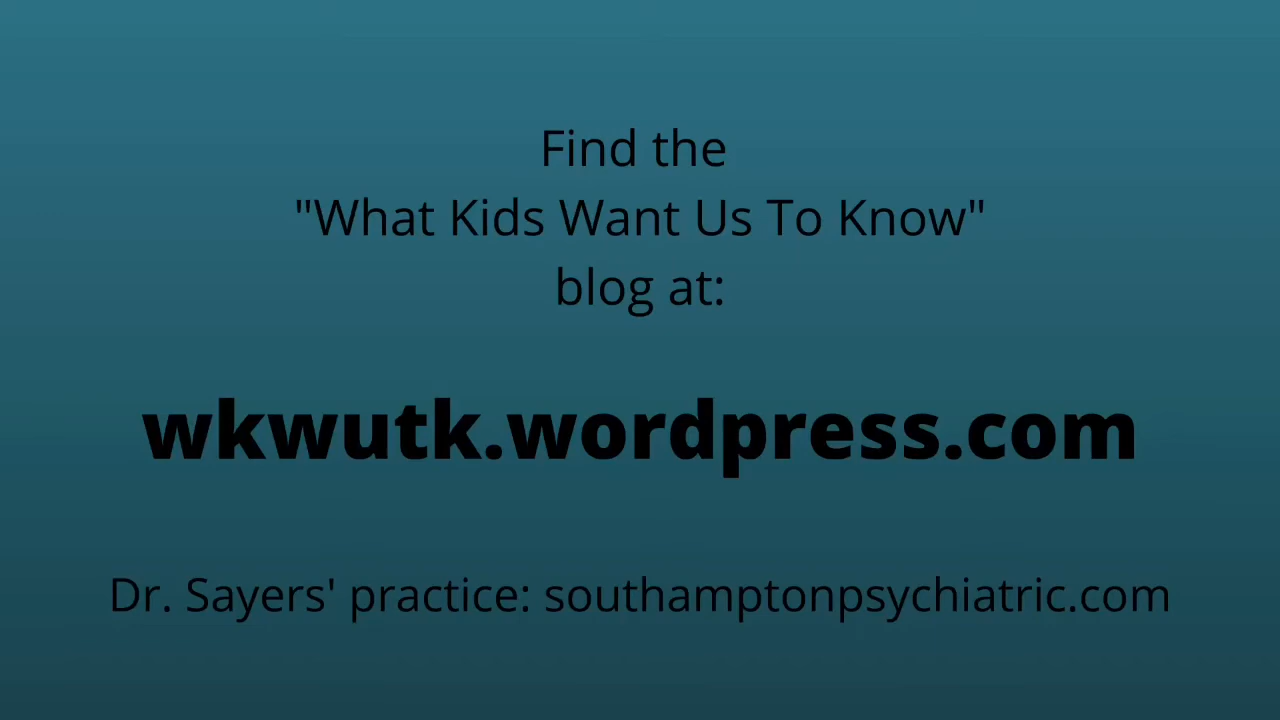 Find the
"What Kids Want Us To Know"
blog at:
wkwutk.wordpress.com
Dr. Sayers' practice: southamptonpsychiatric.com